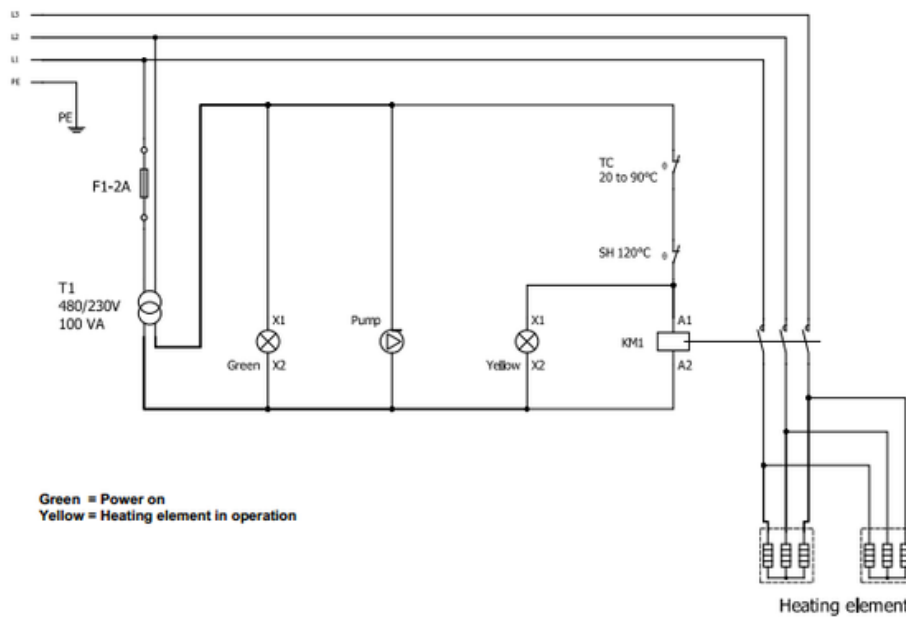 L3
L2
L1
PE
PE
F1-2A
TC
20 to 90°C
SH 120°C
T1
480/230V
100 VA
X1
Green
X2
Pump
X1
Yellow
X2
A1
KM1
A2
Green = Power on
Yellow = Heating element in operation
Heating element